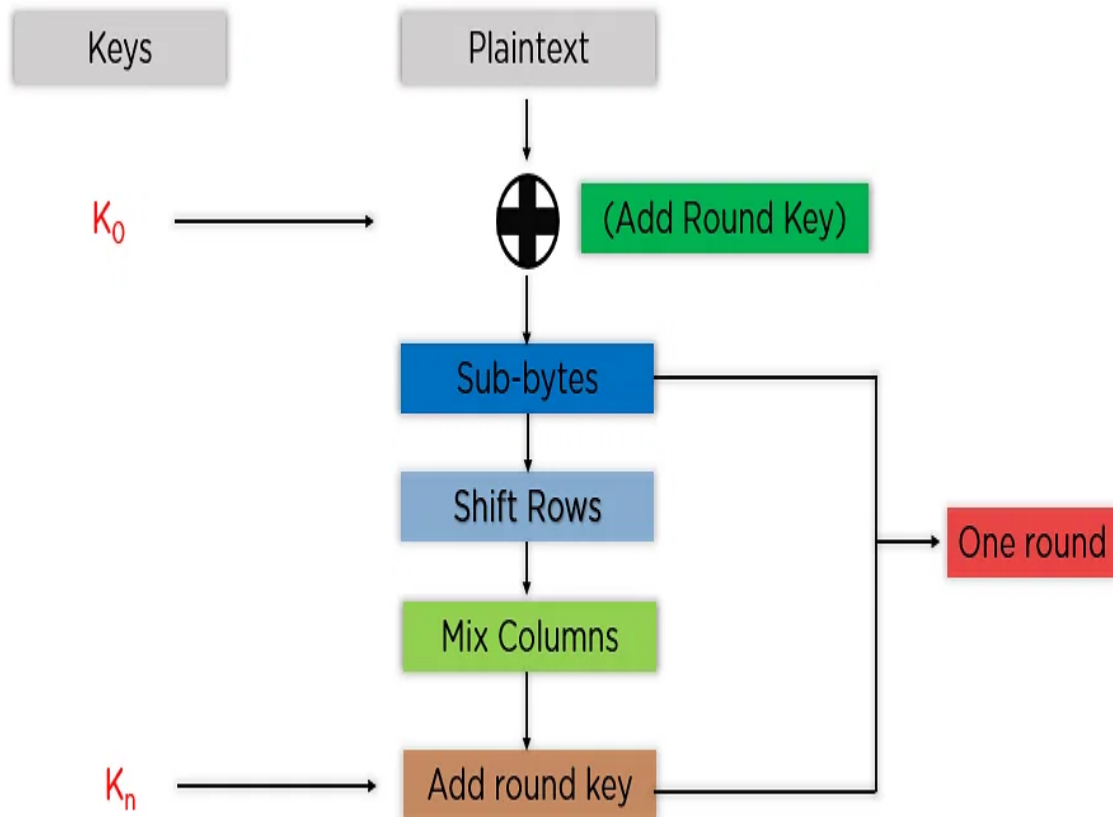 Keys
Plaintext
K0
(Add Round Key)
Sub-bytes
Shift Rows
One round
Mix Columns
Kn
Add round key